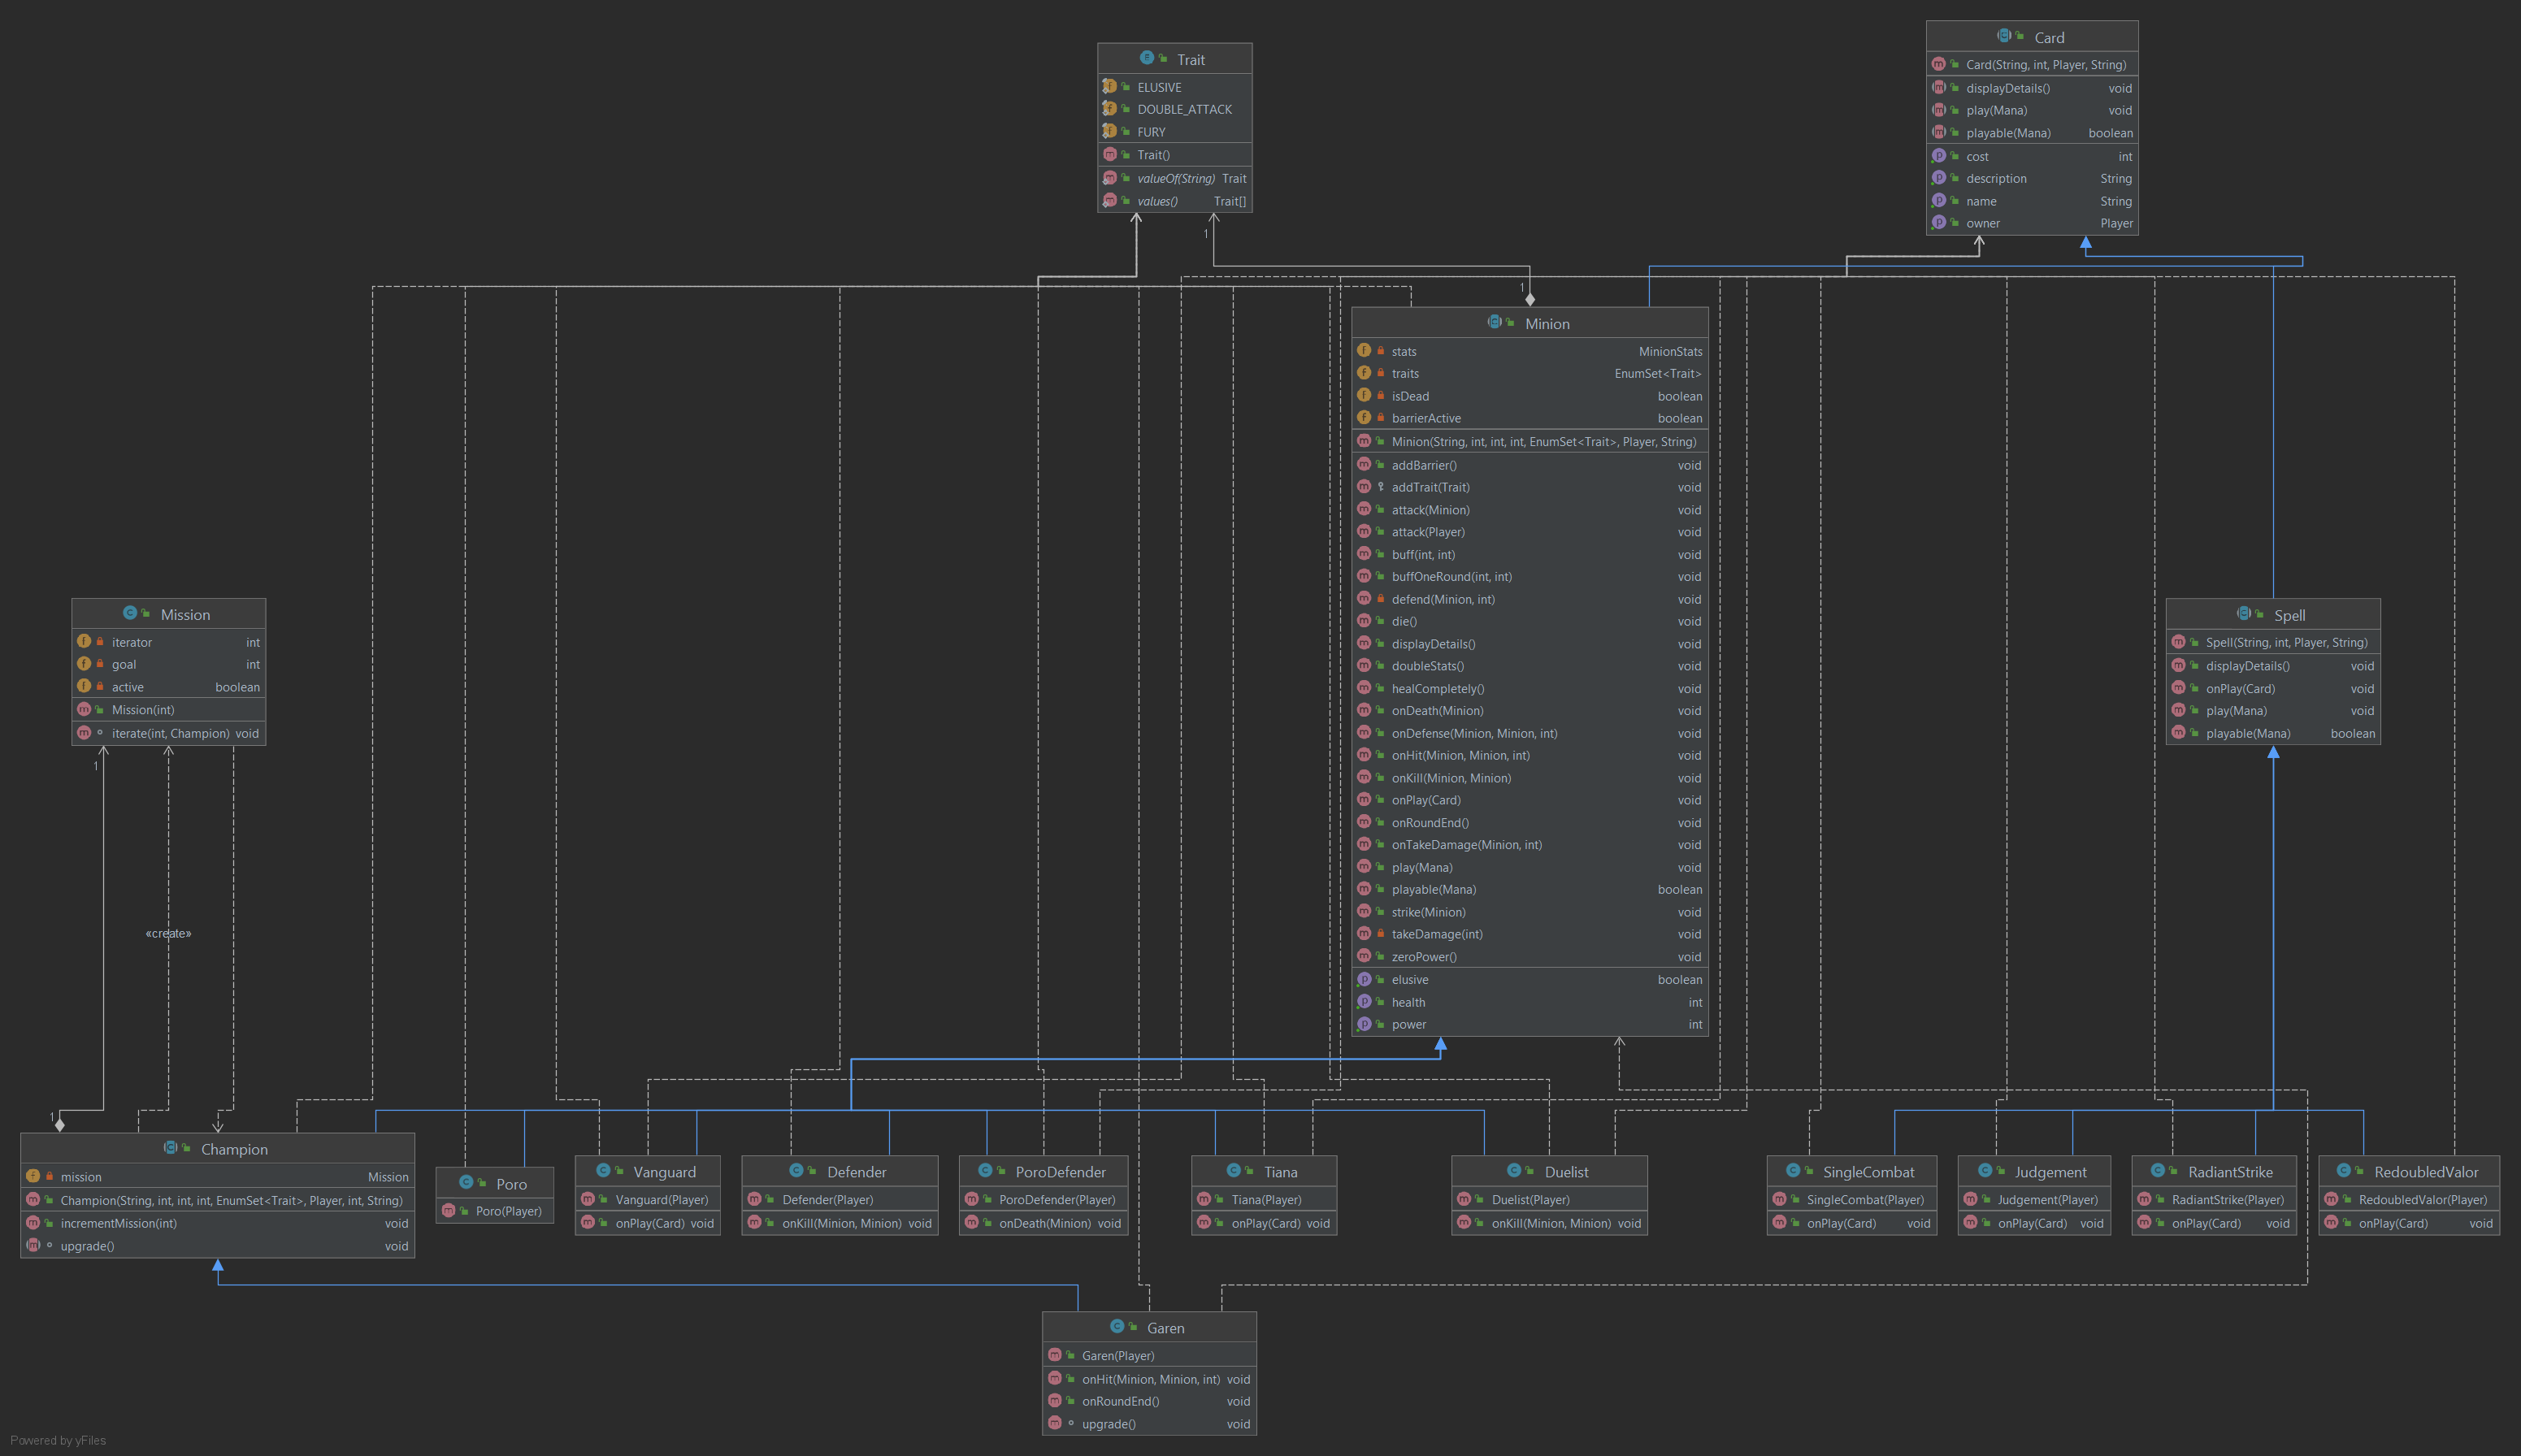 Trait
ELUSIVE
DOUBLE_ATTACK
FURY
Trait()
valueOf(String) Trait
values() Trait[]
Card
Card(String, int, Player, String)
displayDetails() void
play(Mana) void
playable(Mana) boolean
cost int
description String
name String
owner Player
1
1
Minion
stats MinionStats
traits EnumSet<Trait>
isDead boolean
barrierActive boolean
Minion(String, int, int, int, EnumSet<Trait>, Player, String)
addBarrier() void
addTrait(Trait) void
attack(Minion) void
attack(Player) void
buff(int, int) void
buffOneRound(int, int) void
defend(Minion, int) void
die() void
displayDetails() void
doubleStats() void
healCompletely() void
onDeath(Minion) void
onDefense(Minion, Minion, int) void
onHit(Minion, Minion, int) void
onKill(Minion, Minion) void
onPlay(Card) void
onRoundEnd() void
onTakeDamage(Minion, int) void
play(Mana) void
playable(Mana) boolean
strike(Minion) void
takeDamage(int) void
zeroPower() void
elusive boolean
health int
power int
Mission
iterator int
goal int
active boolean
Mission(int)
iterate(int, Champion) void
Spell
Spell(String, int, Player, String)
displayDetails() void
onPlay(Card) void
play(Mana) void
playable(Mana) boolean
1
«create»
1
Champion
mission Mission
Champion(String, int, int, int, EnumSet<Trait>, Player, int, String)
incrementMission(int) void
upgrade() void
Poro
Poro(Player)
Vanguard
Vanguard(Player)
onPlay(Card) void
Defender
Defender(Player)
onKill(Minion, Minion) void
PoroDefender
PoroDefender(Player)
onDeath(Minion) void
Tiana
Tiana(Player)
onPlay(Card) void
Duelist
Duelist(Player)
onKill(Minion, Minion) void
SingleCombat
SingleCombat(Player)
onPlay(Card) void
Judgement
Judgement(Player)
onPlay(Card) void
RadiantStrike
RadiantStrike(Player)
onPlay(Card) void
RedoubledValor
RedoubledValor(Player)
onPlay(Card) void
Garen
Garen(Player)
onHit(Minion, Minion, int) void
onRoundEnd() void
upgrade() void
Powered by yFiles